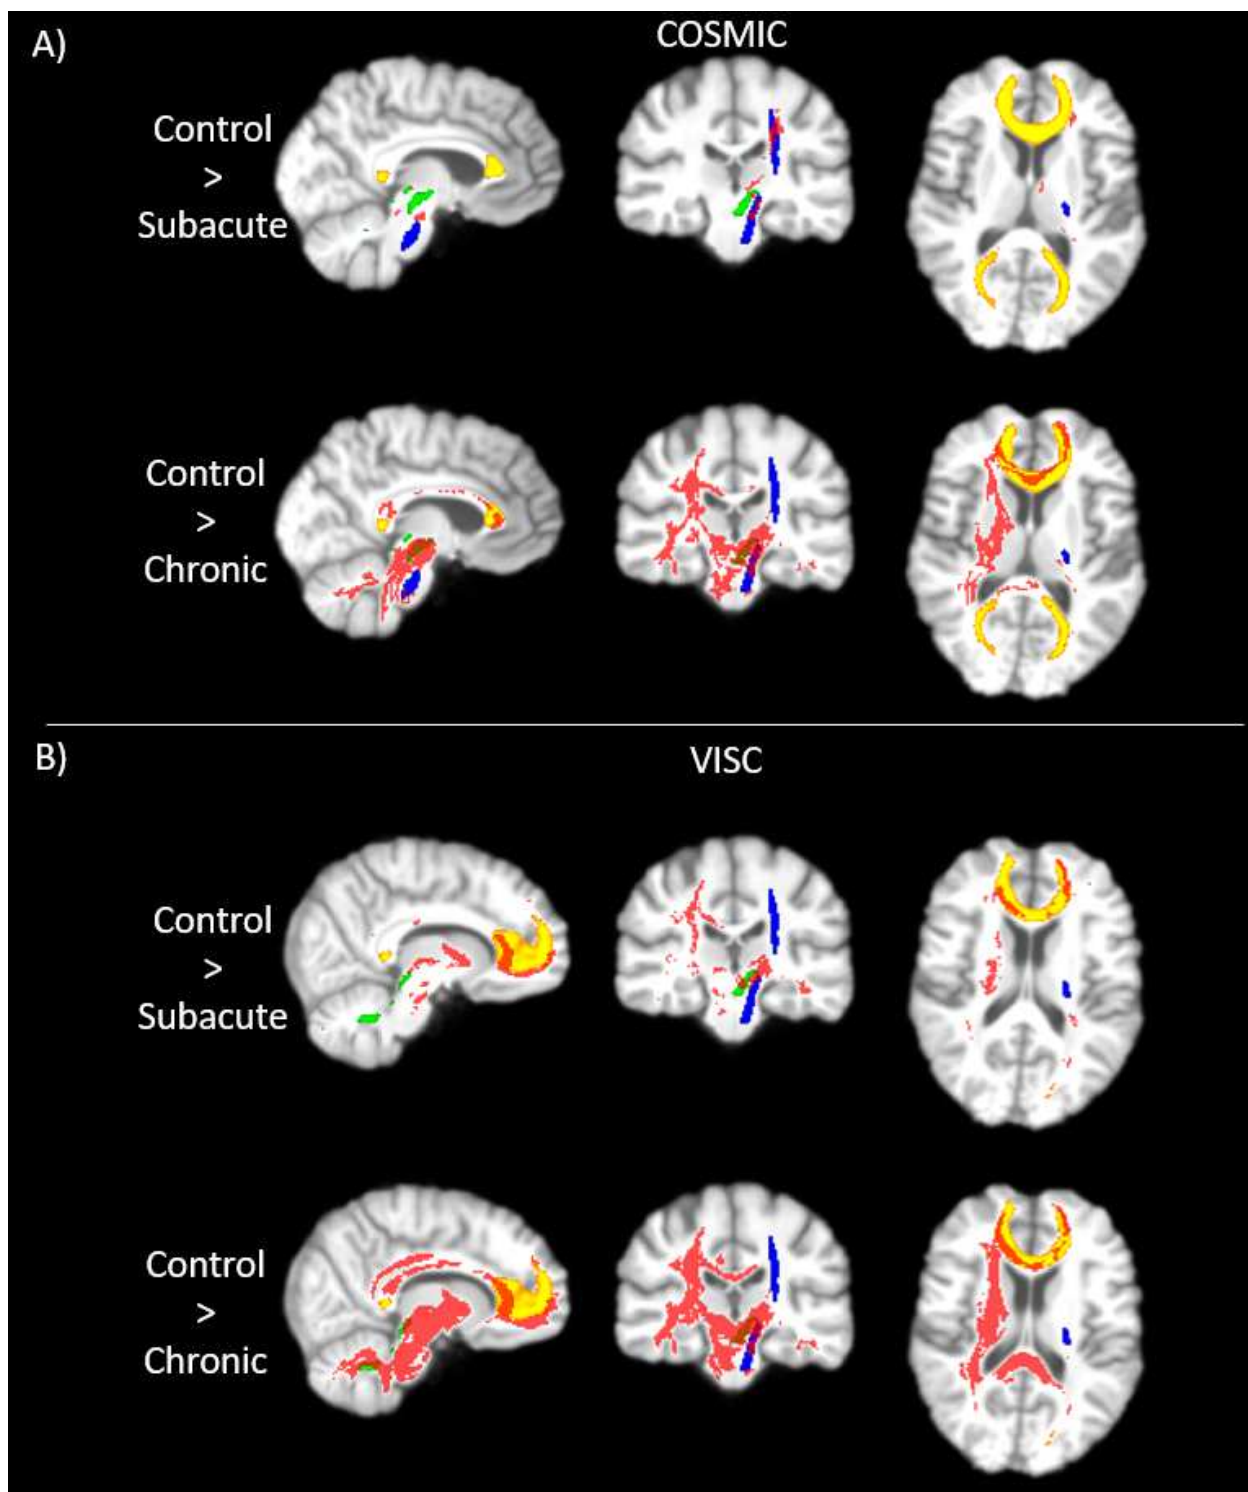 A)
COSMIC
Control
>
Subacute
Control
>
Chronic
B)
VISC
Control
>
Subacute
Control
>
Chronic